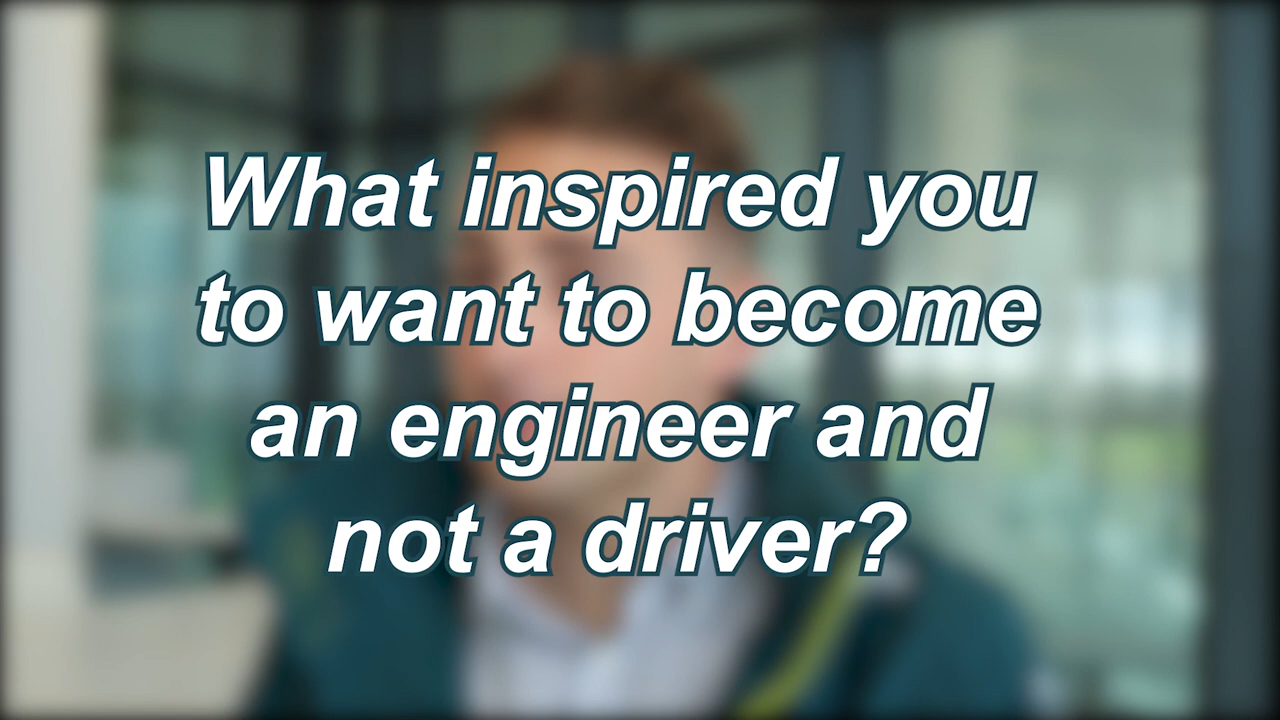 What inspired you
to want to become
an engineer and
not a driver?